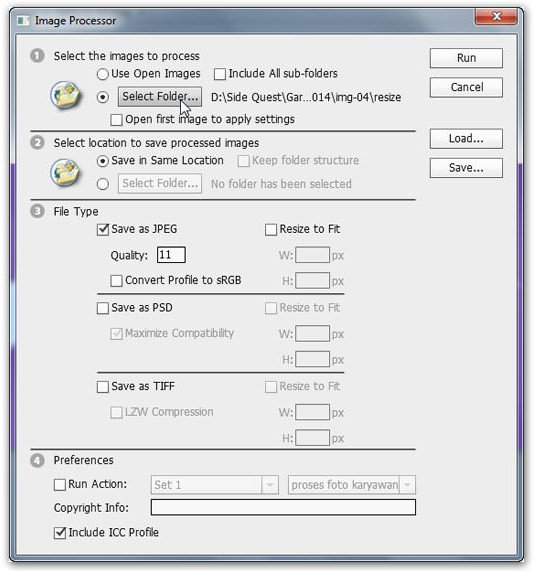 Image Processor
1 Select the images to process
Use Open Images Include All sub-folders
Select Folder... D:\Side Quest\Gar...014\img-04\resize
Open first image to apply settings
Run
Cancel
2 Select location to save processed images
Save in Same Location Keep folder structure
Select Folder... No folder has been selected
Load...
Save...
3 File Type
Save as JPEG Resize to Fit
Quality: 11 W: px
Convert Profile to sRGB H: px
Save as PSD Resize to Fit
Maximize Compatibility W: px
H: px
Save as TIFF Resize to Fit
LZW Compression W: px
H: px
4 Preferences
Run Action: Set 1 proses foto karyawan
Copyright Info:
Include ICC Profile